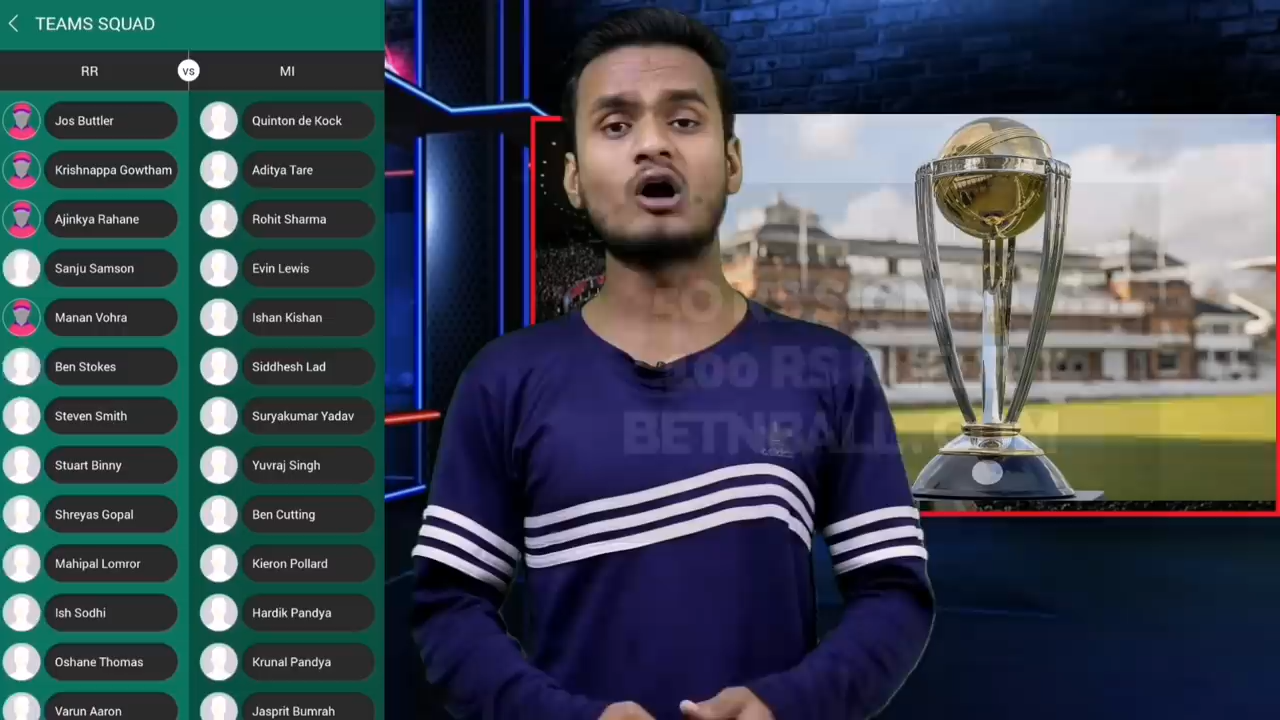 TEAMS SQUAD
RR
VS
MI
Jos Buttler
Quinton de Kock
Krishnappa Gowtham
Aditya Tare
Ajinkya Rahane
Rohit Sharma
Sanju Samson
Evin Lewis
Manan Vohra
Ishan Kishan
Ben Stokes
Siddhesh Lad
Steven Smith
Suryakumar Yadav
Stuart Binny
Yuvraj Singh
Shreyas Gopal
Ben Cutting
Mahipal Lomror
Kieron Pollard
Ish Sodhi
Hardik Pandya
Oshane Thomas
Krunal Pandya
Varun Aaron
Jasprit Bumrah
100 RS